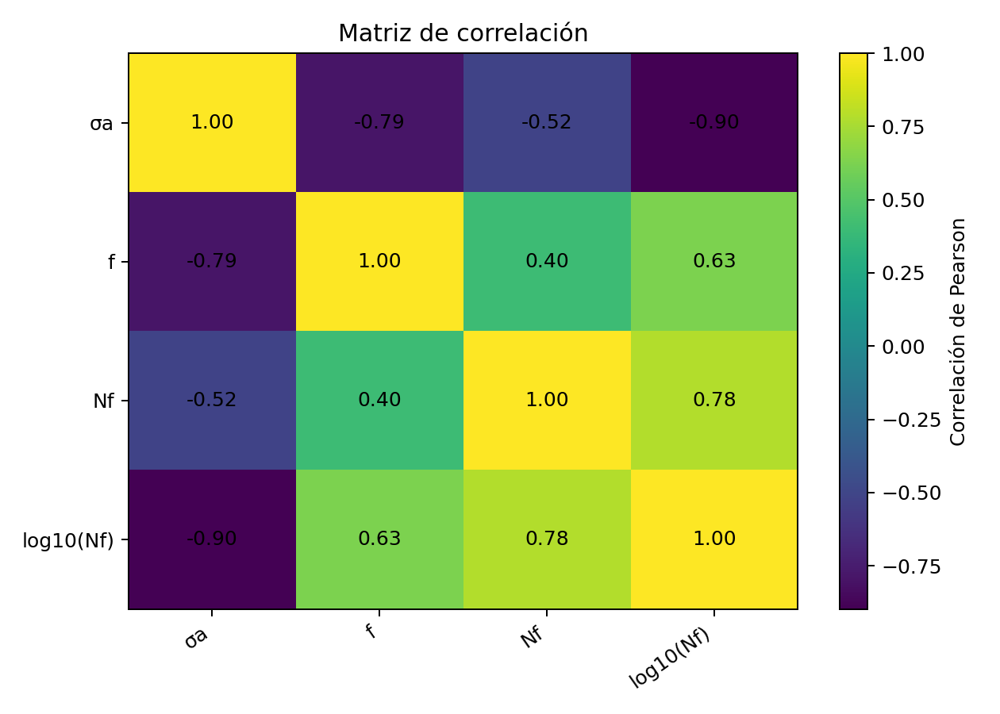 Matriz de correlación
σa 1.00 -0.79 -0.52 -0.90
f -0.79 1.00 0.40 0.63
Nf -0.52 0.40 1.00 0.78
log10(Nf) -0.90 0.63 0.78 1.00
σa f Nf log10(Nf)
1.00
0.75
0.50
0.25
0.00
−0.25
−0.50
−0.75
Correlación de Pearson